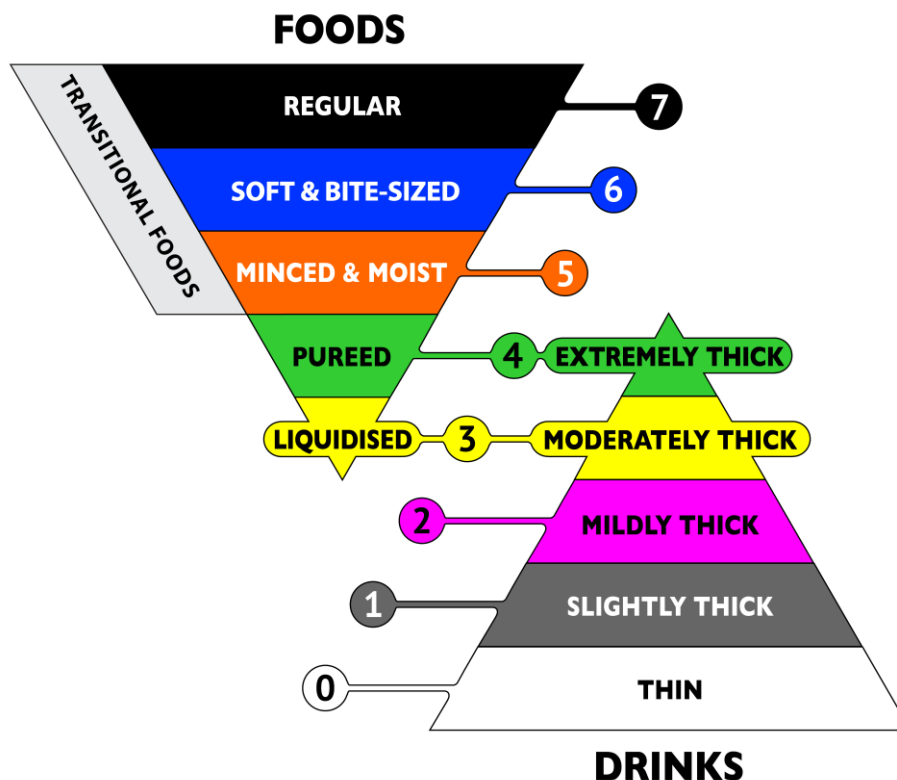 FOODS
TRANSITIONAL FOODS
REGULAR
7
SOFT & BITE-SIZED
6
MINCED & MOIST
5
PUREED
4
EXTREMELY THICK
LIQUIDISED
3
MODERATELY THICK
2
MILDLY THICK
1
SLIGHTLY THICK
0
THIN
DRINKS